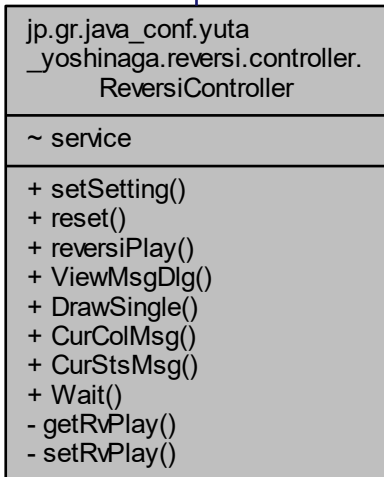 jp.gr.java_conf.yuta
_yoshinaga.reversi.controller.
ReversiController
~ service
+ setSetting()
+ reset()
+ reversiPlay()
+ ViewMsgDlg()
+ DrawSingle()
+ CurColMsg()
+ CurStsMsg()
+ Wait()
- getRvPlay()
- setRvPlay()